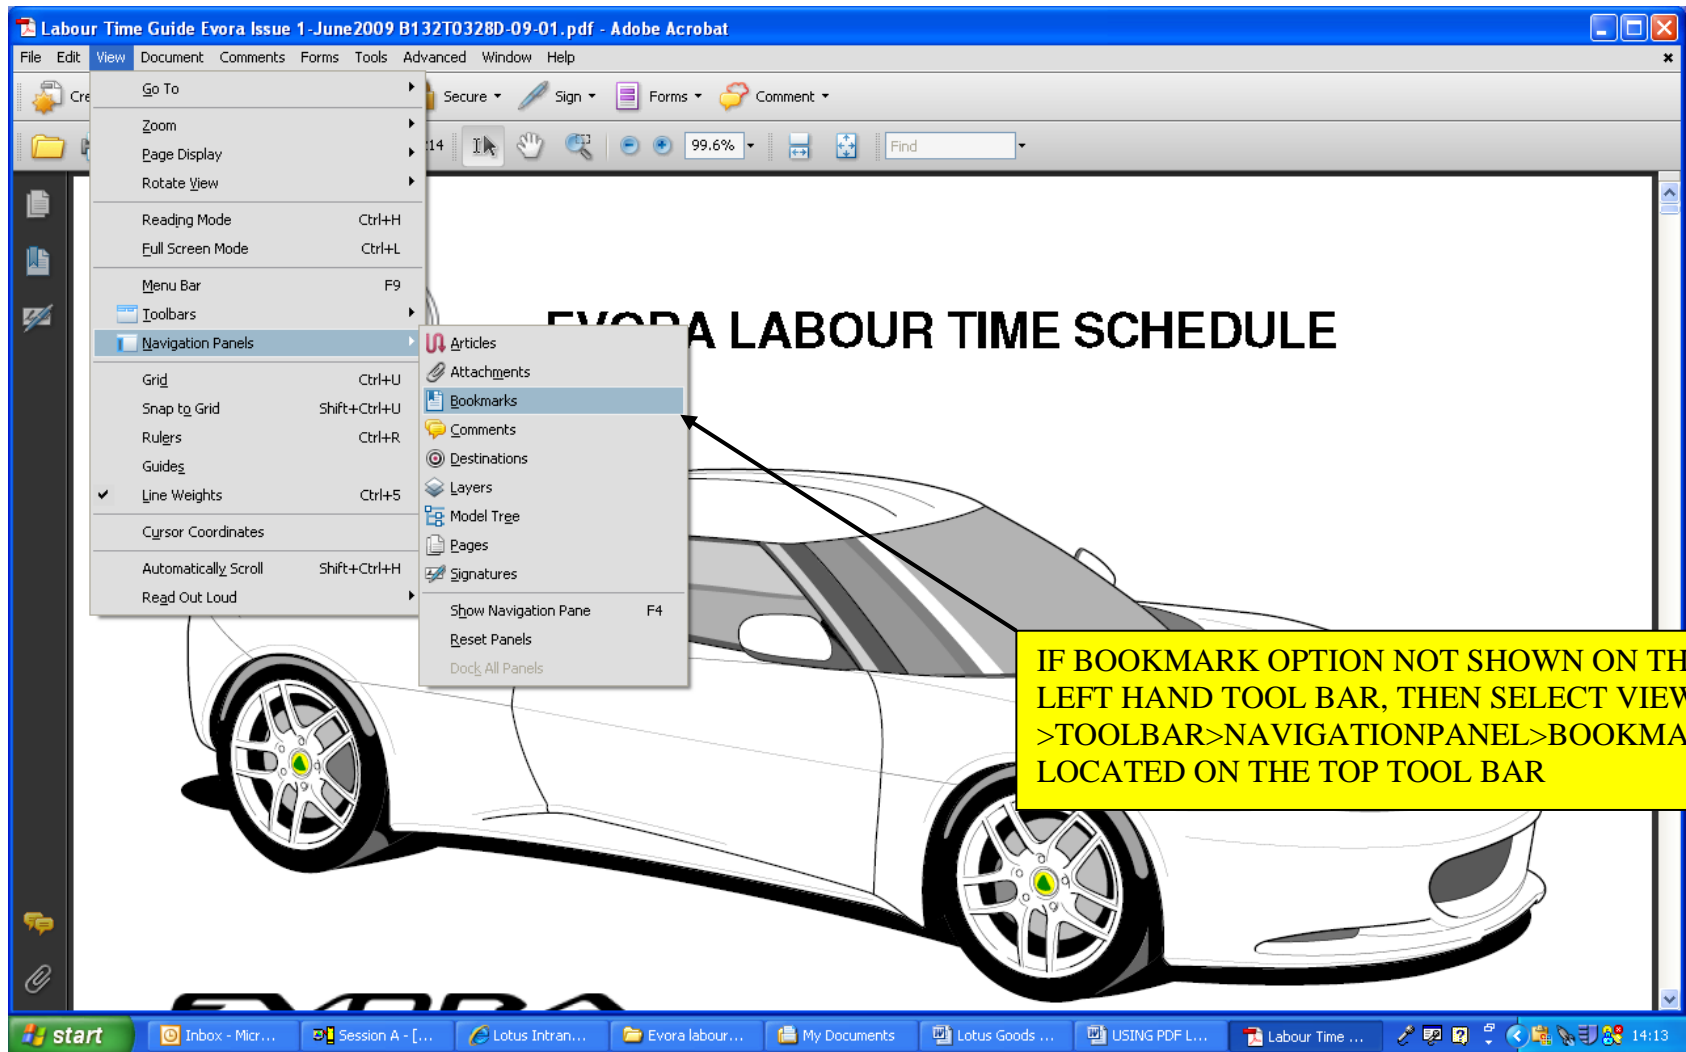 Labour Time Guide Evora Issue 1-June2009 B132T0328D-09-01.pdf - Adobe Acrobat
File Edit View Document Comments Forms Tools Advanced Window Help
Secure Sign Forms Comment
14 99.6% Find
Go To
Zoom
Page Display
Rotate View
Reading Mode Ctrl+H
Full Screen Mode Ctrl+L
Menu Bar F9
Toolbars
Navigation Panels
Grid Ctrl+U
Snap to Grid Shift+Ctrl+U
Rulers Ctrl+R
Guides
Line Weights Ctrl+5
Cursor Coordinates
Automatically Scroll Shift+Ctrl+H
Read Out Loud
Articles
Attachments
Bookmarks
Comments
Destinations
Layers
Model Tree
Pages
Signatures
Show Navigation Pane F4
Reset Panels
Dock All Panels
EVORA LABOUR TIME SCHEDULE
IF BOOKMARK OPTION NOT SHOWN ON TH
LEFT HAND TOOL BAR, THEN SELECT VIEW
>TOOLBAR>NAVIGATIONPANEL>BOOKMA
LOCATED ON THE TOP TOOL BAR
EVORA
start Inbox - Micr... Session A - [... Lotus Intran... Evora labour... My Documents Lotus Goods ... USING PDF L... Labour Time ... 14:13